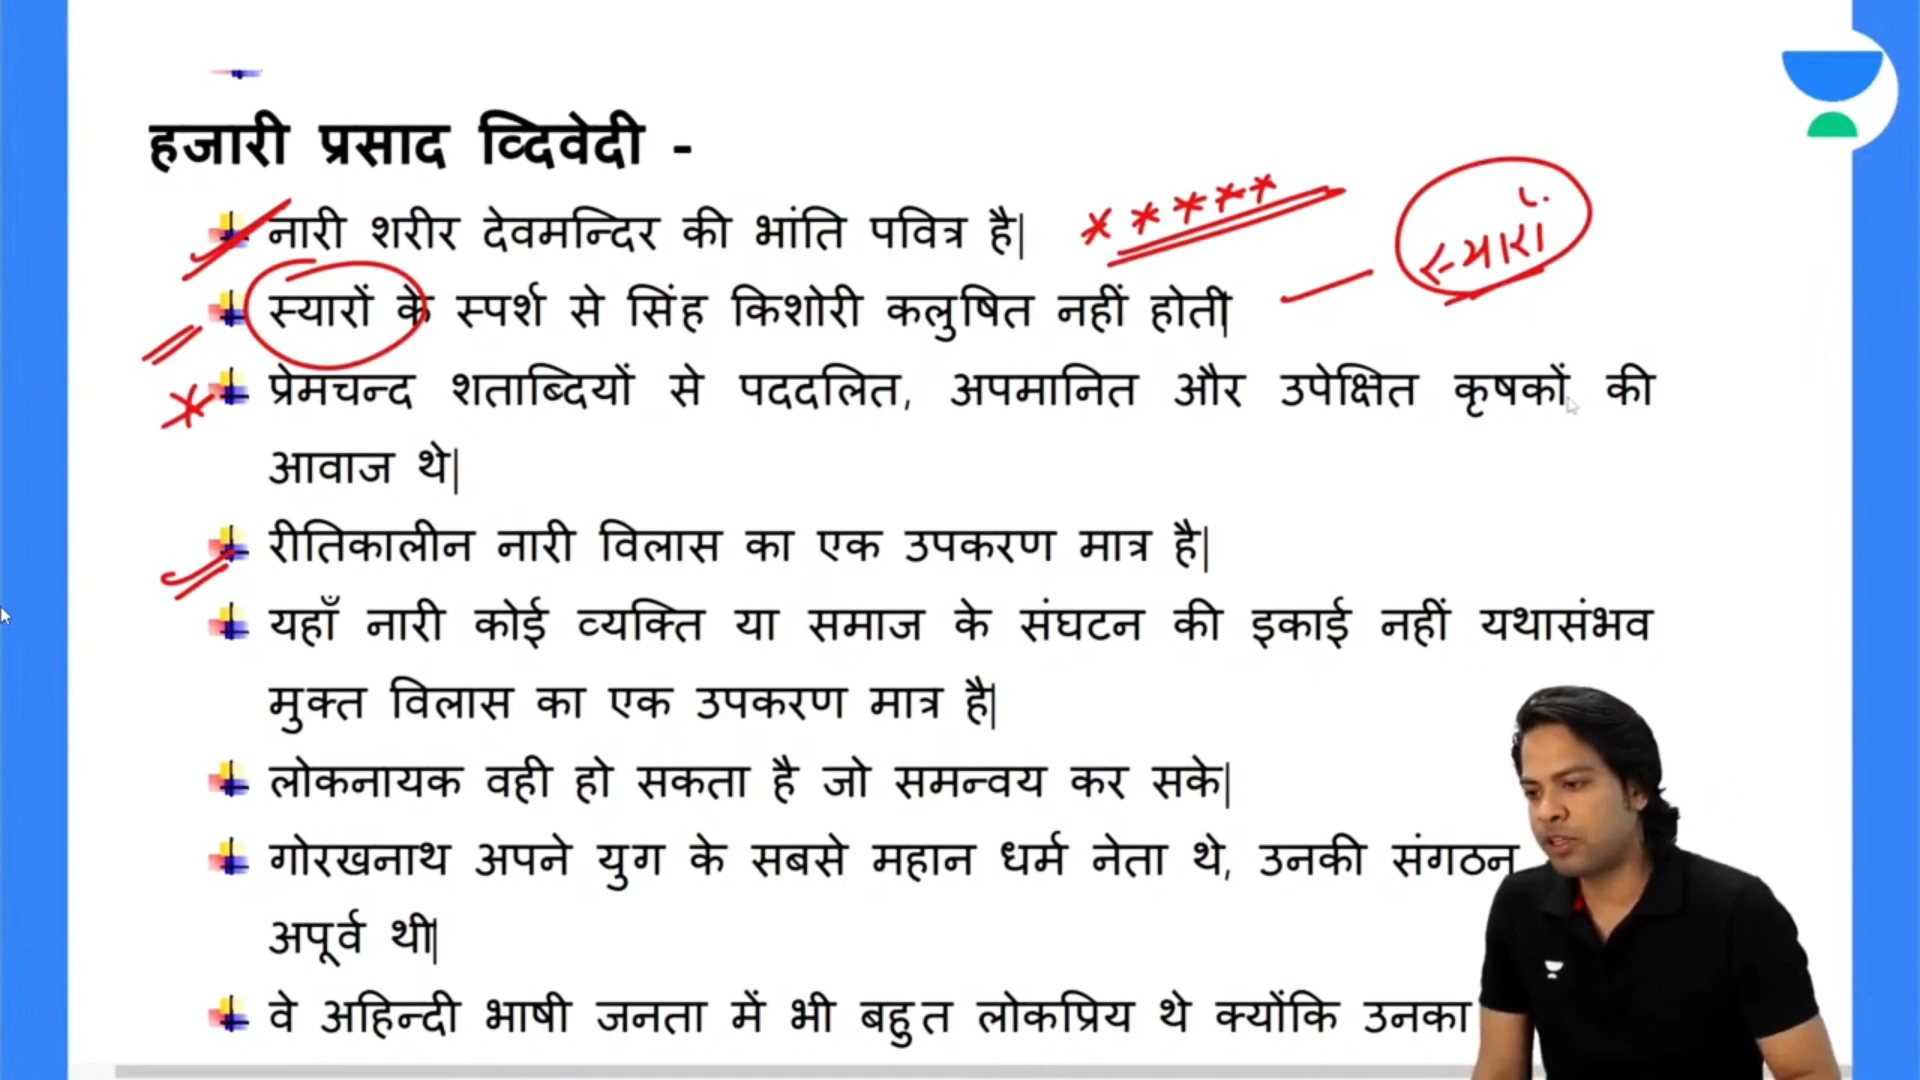 हजारी प्रसाद व्दिवेदी -
नारी शरीर देवमन्दिर की भांति पवित्र है|
स्यारों
स्यारों के स्पर्श से सिंह किशोरी कलुषित नहीं होती|
प्रेमचन्द शताब्दियों से पददलित, अपमानित और उपेक्षित कृषकों की
आवाज थे|
रीतिकालीन नारी विलास का एक उपकरण मात्र है|
यहाँ नारी कोई व्यक्ति या समाज के संघटन की इकाई नहीं यथासंभव
मुक्त विलास का एक उपकरण मात्र है|
लोकनायक वही हो सकता है जो समन्वय कर सके|
गोरखनाथ अपने युग के सबसे महान धर्म नेता थे, उनकी संगठन
अपूर्व थी|
वे अहिन्दी भाषी जनता में भी बहुत लोकप्रिय थे क्योंकि उनका